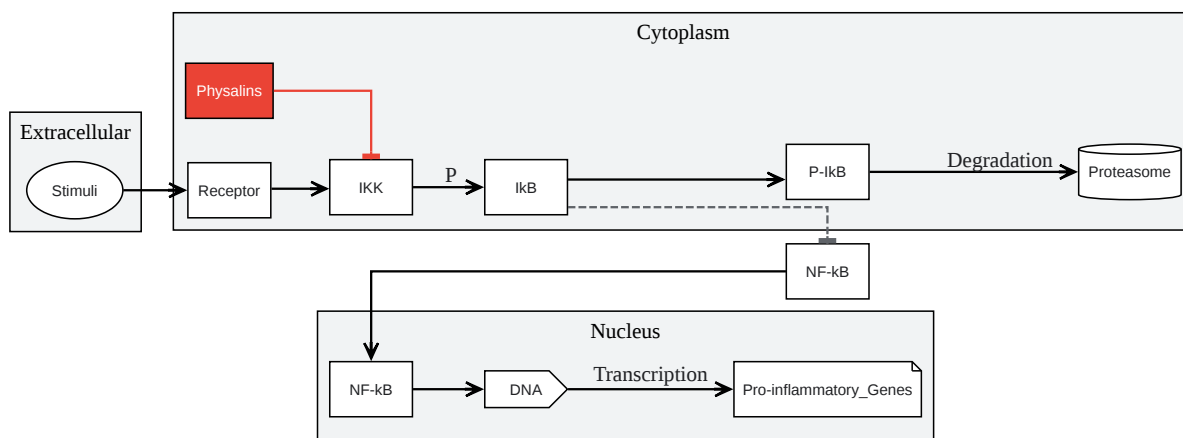 Cytoplasm
Physalins
Extracellular
Stimuli
Receptor
IKK
P
IkB
P-IkB
Degradation
Proteasome
NF-kB
Nucleus
NF-kB
DNA
Transcription
Pro-inflammatory_Genes